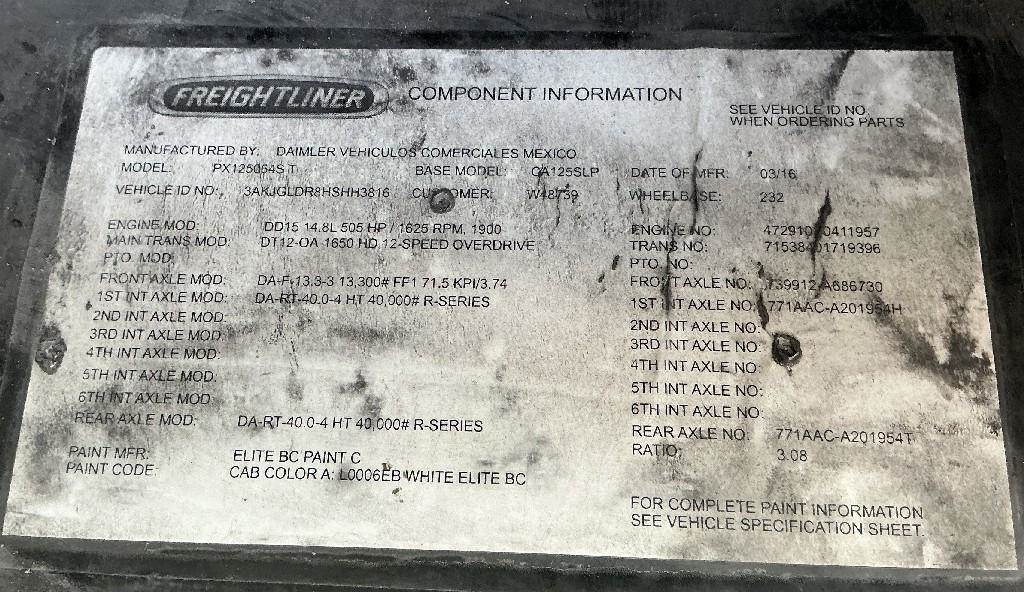 FREIGHTLINER COMPONENT INFORMATION
SEE VEHICLE ID NO.
WHEN ORDERING PARTS
MANUFACTURED BY: DAIMLER VEHICULOS COMERCIALES MEXICO
MODEL: PX125064S T BASE MODEL: CA125SLP DATE OF MFR: 03/16
VEHICLE ID NO: 3AKJGLDR8HSHH3816 W48739 WHEELBASE: 232
ENGINE MOD: DD15 14.8L 505 HP / 1625 RPM, 1900 ENGINE NO:
MAIN TRANS MOD: DT12-OA 1650 HD 12-SPEED OVERDRIVE TRANS NO:
PTO MOD: PTO NO:
FRONT AXLE MOD: DA-F-13.3-3 13,300# FF1 71.5 KPI/3.74 FRONT AXLE NO: 739912-A686730
1ST INT AXLE MOD: DA-RT-40.0-4 HT 40,000# R-SERIES 1ST INT AXLE NO: 771AAC-A201954H
2ND INT AXLE MOD: 2ND INT AXLE NO:
3RD INT AXLE MOD: 3RD INT AXLE NO:
4TH INT AXLE MOD: 4TH INT AXLE NO:
5TH INT AXLE MOD: 5TH INT AXLE NO:
6TH INT AXLE MOD: 6TH INT AXLE NO:
REAR AXLE MOD: DA-RT-40.0-4 HT 40,000# R-SERIES REAR AXLE NO: 771AAC-A201954T
RATIO: 3.08
PAINT MFR: ELITE BC PAINT C
PAINT CODE: CAB COLOR A: L0006EB WHITE ELITE BC
FOR COMPLETE PAINT INFORMATION
SEE VEHICLE SPECIFICATION SHEET.